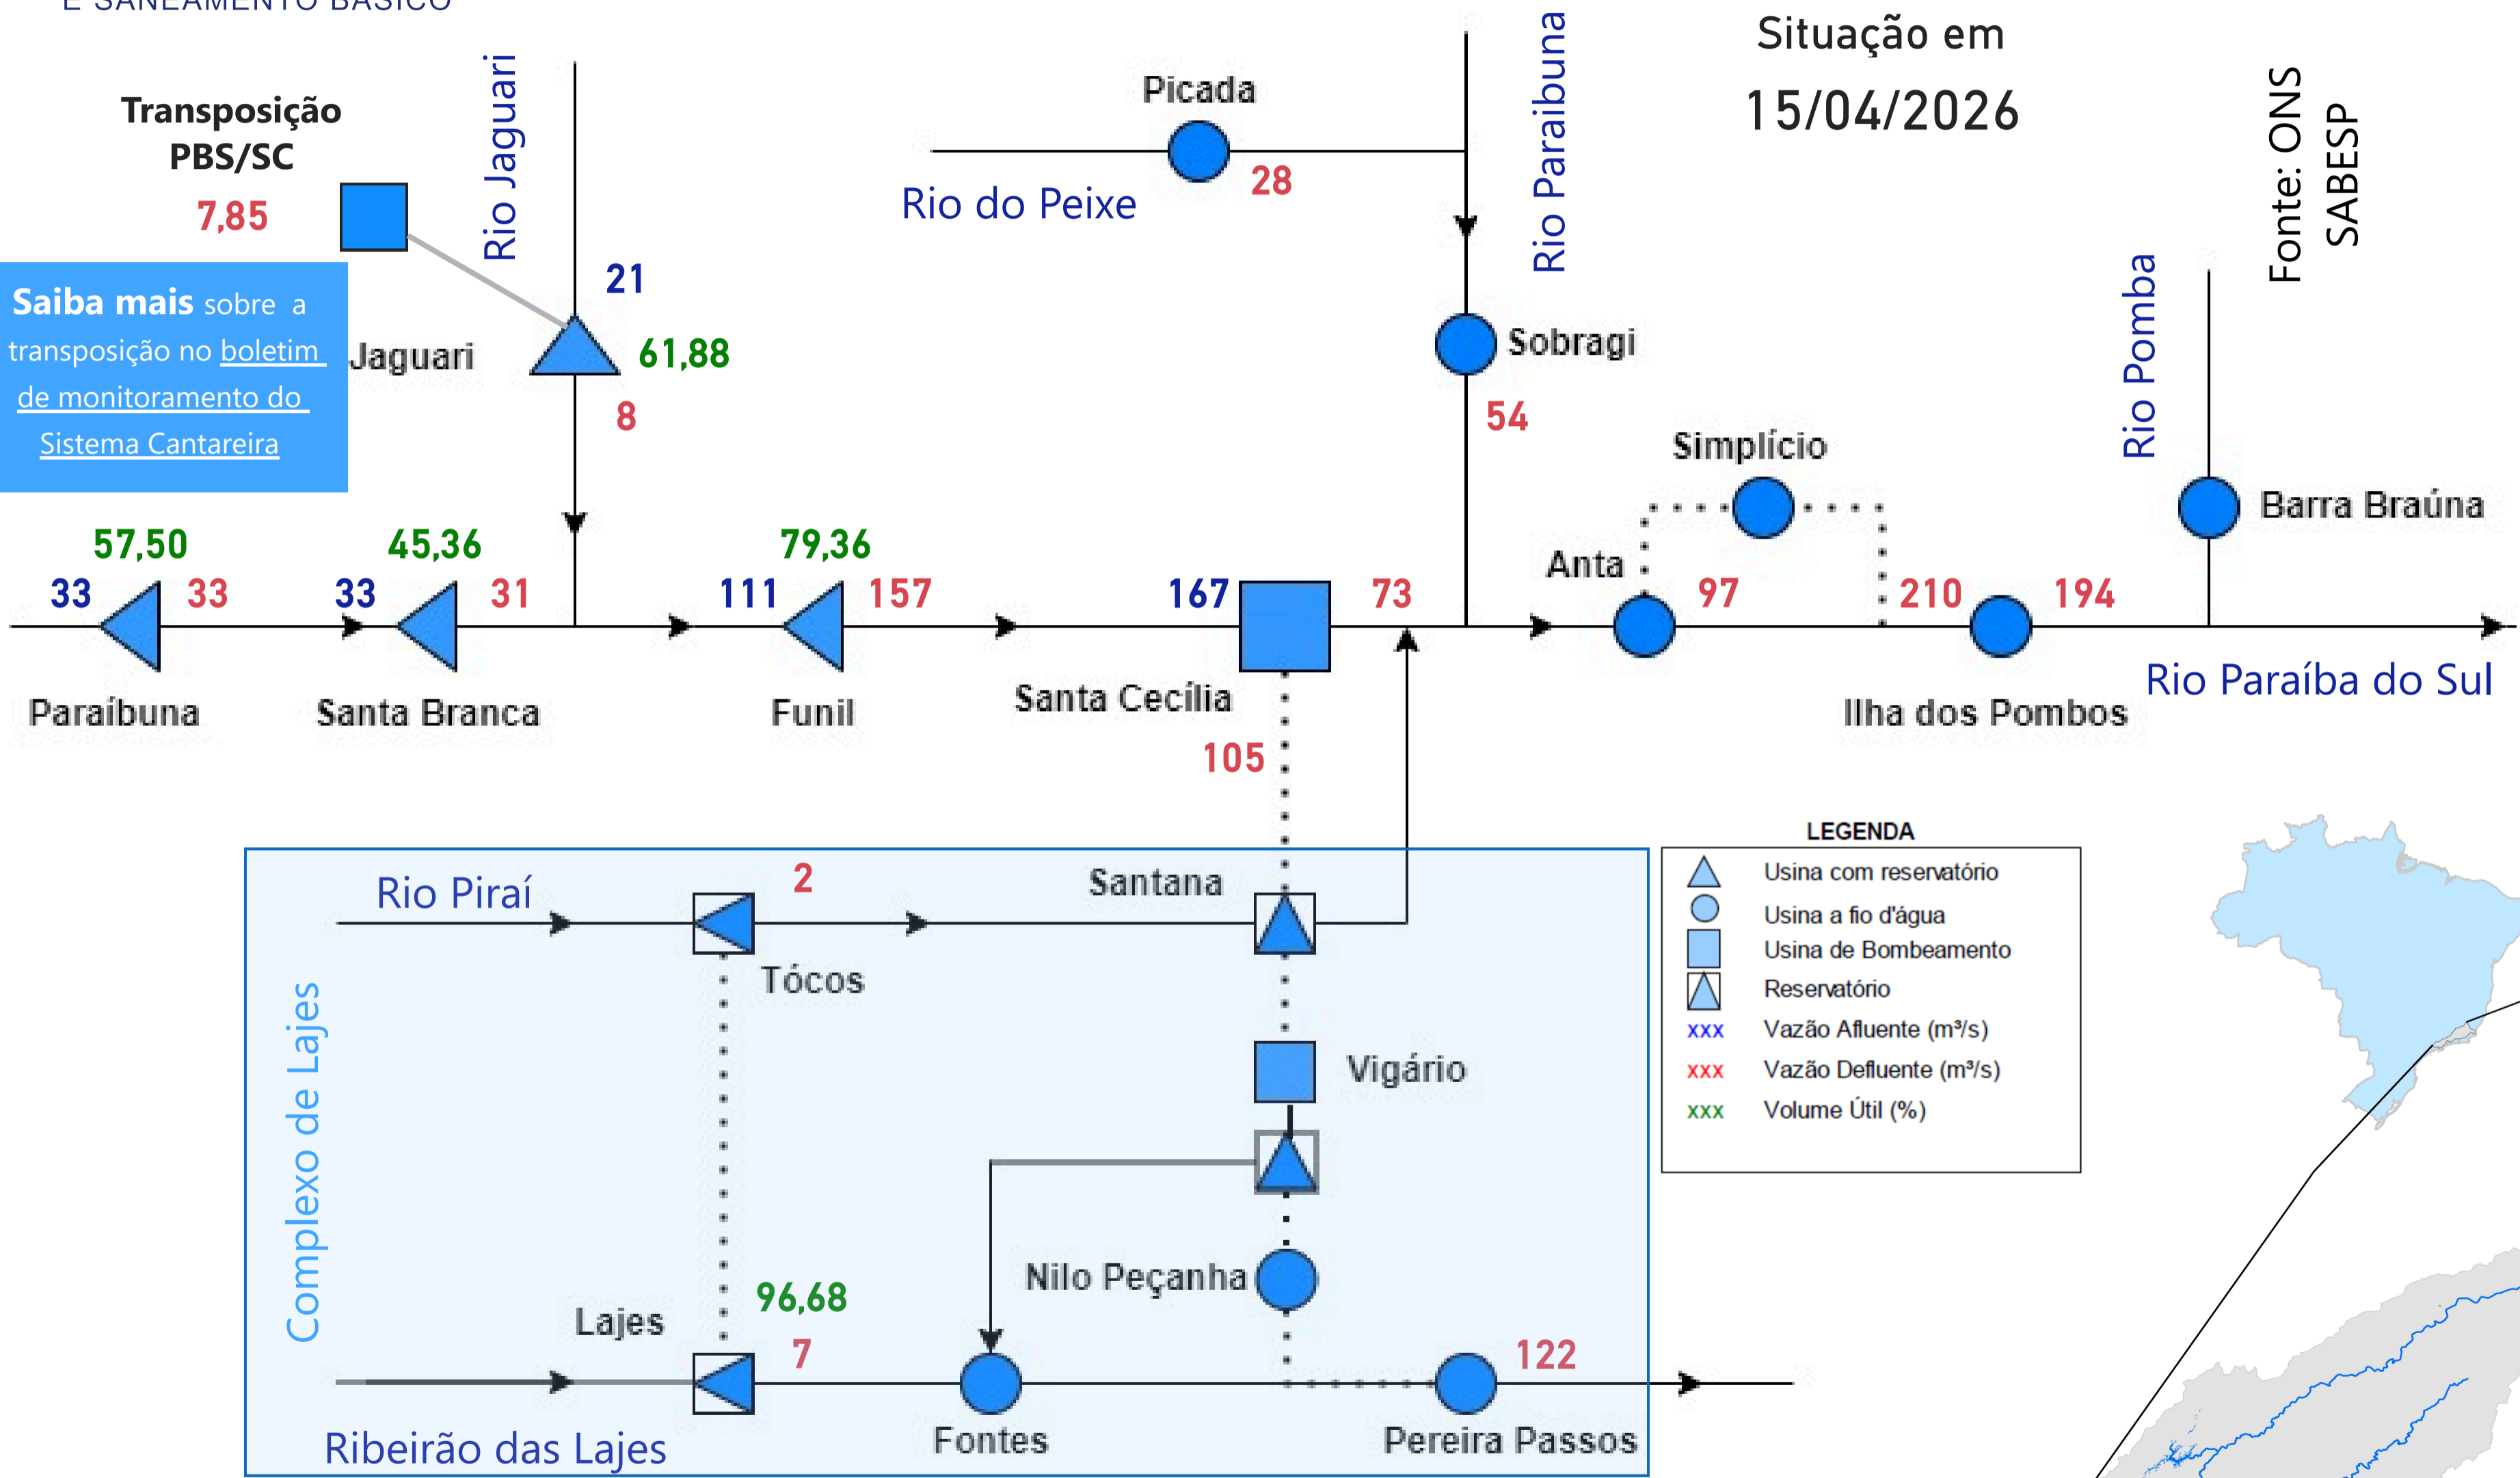 E SANEAMENTO BÁSICO
Situação em
15/04/2026
Fonte: ONS
SABESP
Transposição
PBS/SC
7,85
Rio Jaguari
Picada
28
Rio do Peixe
Rio Paraibuna
Saiba mais sobre a
transposição no boletim
de monitoramento do
Sistema Cantareira
21
Jaguari
61,88
8
Sobragi
54
Simplício
Rio Pomba
Barra Braúna
57,50
33
33
Paraíbuna
45,36
33
31
Santa Branca
79,36
111
157
Funil
167
73
Santa Cecília
105
Anta
97
210
194
Ilha dos Pombos
Rio Paraíba do Sul
Complexo de Lajes
Rio Piraí
2
Tócos
Santana
Vigário
Nilo Peçanha
96,68
Lajes
7
Fontes
122
Pereira Passos
Ribeirão das Lajes
LEGENDA
Usina com reservatório
Usina a fio d'água
Usina de Bombeamento
Reservatório
xxx Vazão Afluente (m³/s)
xxx Vazão Defluente (m³/s)
xxx Volume Útil (%)